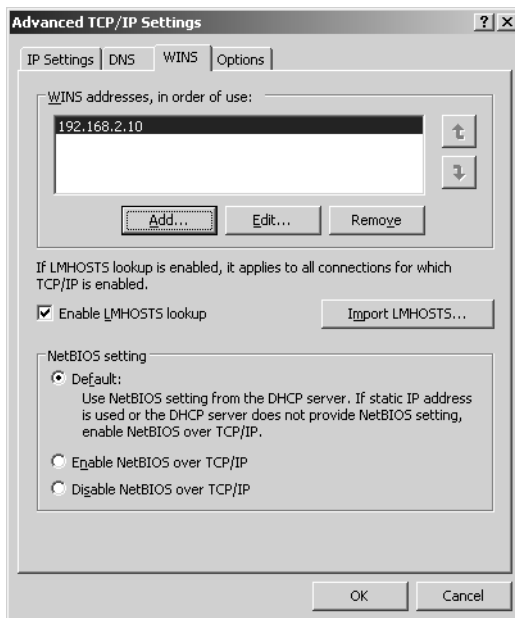 Advanced TCP/IP Settings
IP Settings DNS WINS Options
WINS addresses, in order of use:
192.168.2.10
Add... Edit... Remove
If LMHOSTS lookup is enabled, it applies to all connections for which
TCP/IP is enabled.
Enable LMHOSTS lookup Import LMHOSTS...
NetBIOS setting
Default:
Use NetBIOS setting from the DHCP server. If static IP address
is used or the DHCP server does not provide NetBIOS setting,
enable NetBIOS over TCP/IP.
Enable NetBIOS over TCP/IP
Disable NetBIOS over TCP/IP
OK Cancel